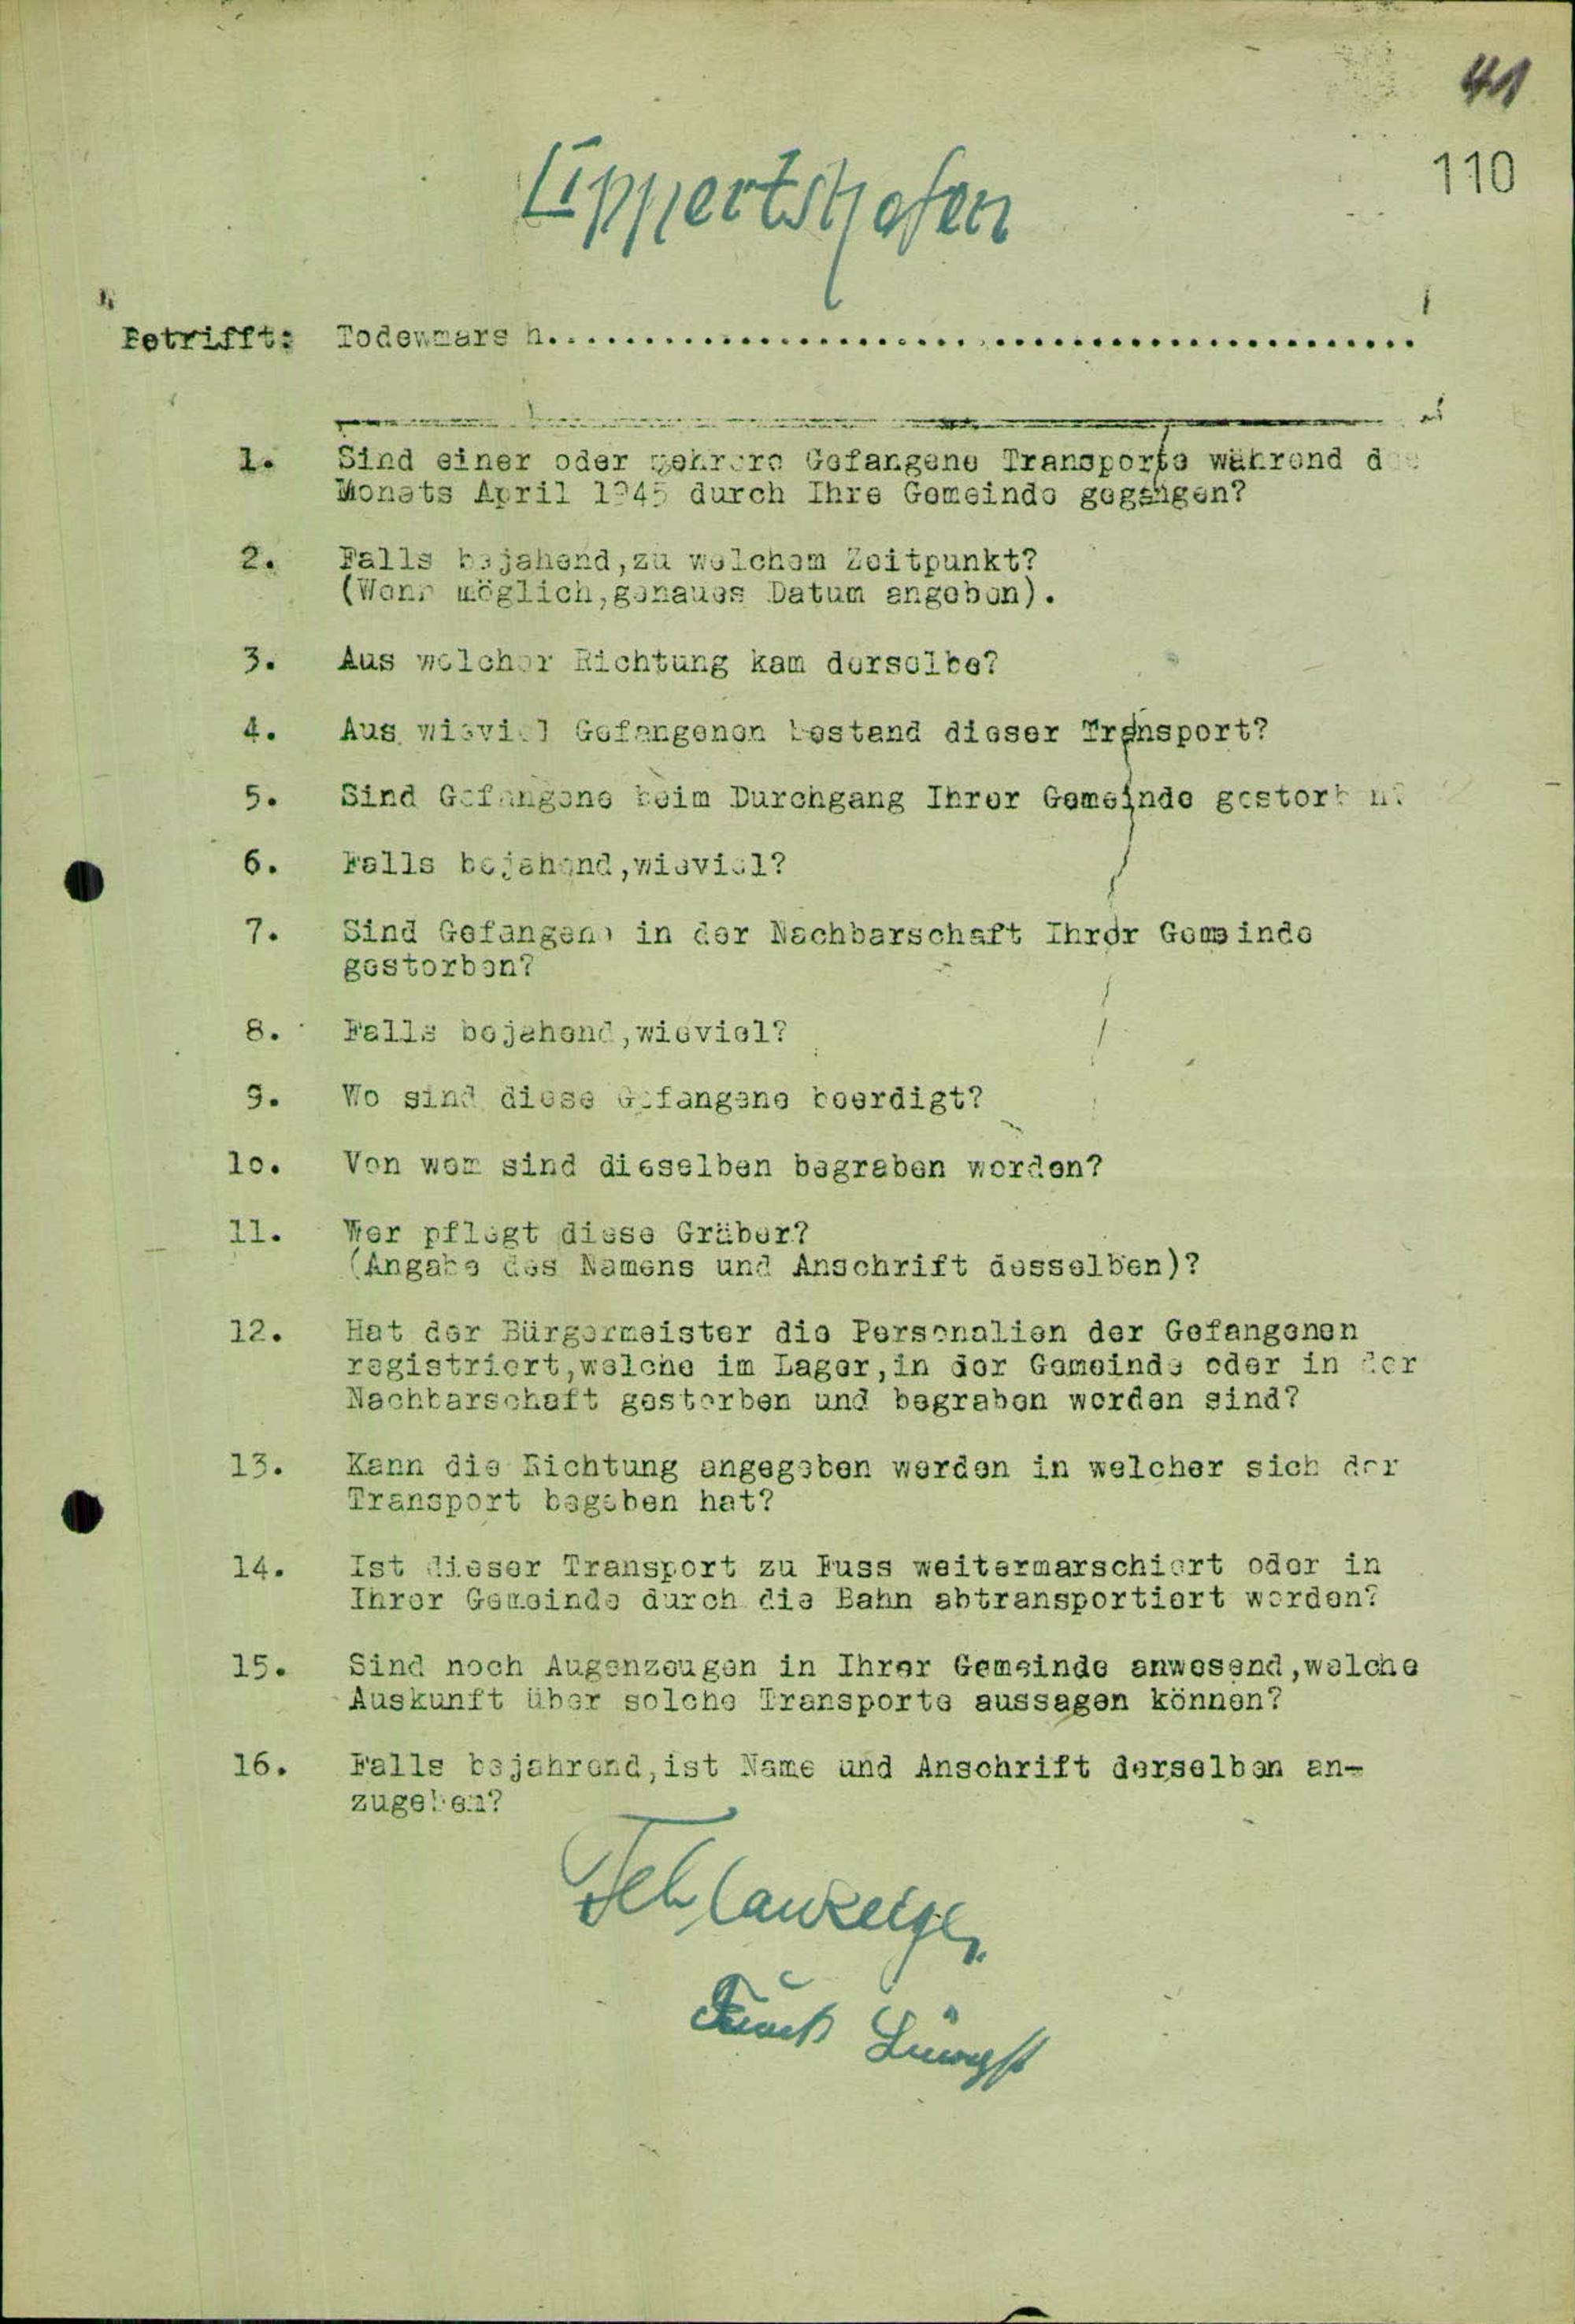 41
110
Lippertshofen
Betrifft: Todesmarsch..................................................
1. Sind einer oder mehrere Gefangene Transporte während des
Monats April 1945 durch Ihre Gemeinde gegangen?
2. Falls bejahend,zu welchem Zeitpunkt?
(Wenn möglich,genaues Datum angeben).
3. Aus welcher Richtung kam derselbe?
4. Aus wieviel Gefangenen bestand dieser Transport?
5. Sind Gefangene beim Durchgang Ihrer Gemeinde gestorben?
6. Falls bejahend,wieviel?
7. Sind Gefangene in der Nachbarschaft Ihrer Gemeinde
gestorben?
8. Falls bejahend,wieviel?
9. Wo sind diese Gefangene beerdigt?
10. Von wem sind diesselben begraben worden?
11. Wer pflegt diese Gräber?
(Angabe des Namens und Anschrift desselben)?
12. Hat der Bürgermeister die Personalien der Gefangenen
registriert,welche im Lager,in der Gemeinde oder in der
Nachbarschaft gestorben und begraben worden sind?
13. Kann die Richtung angegeben werden in welcher sich der
Transport begeben hat?
14. Ist dieser Transport zu Fuss weitermarschiert oder in
Ihrer Gemeinde durch die Bahn abtransportiert worden?
15. Sind noch Augenzeugen in Ihrer Gemeinde anwesend,welche
Auskunft über solche Transporte aussagen können?
16. Falls bejahrend,ist Name und Anschrift derselben an-
zugeben?
Fehlanzeige